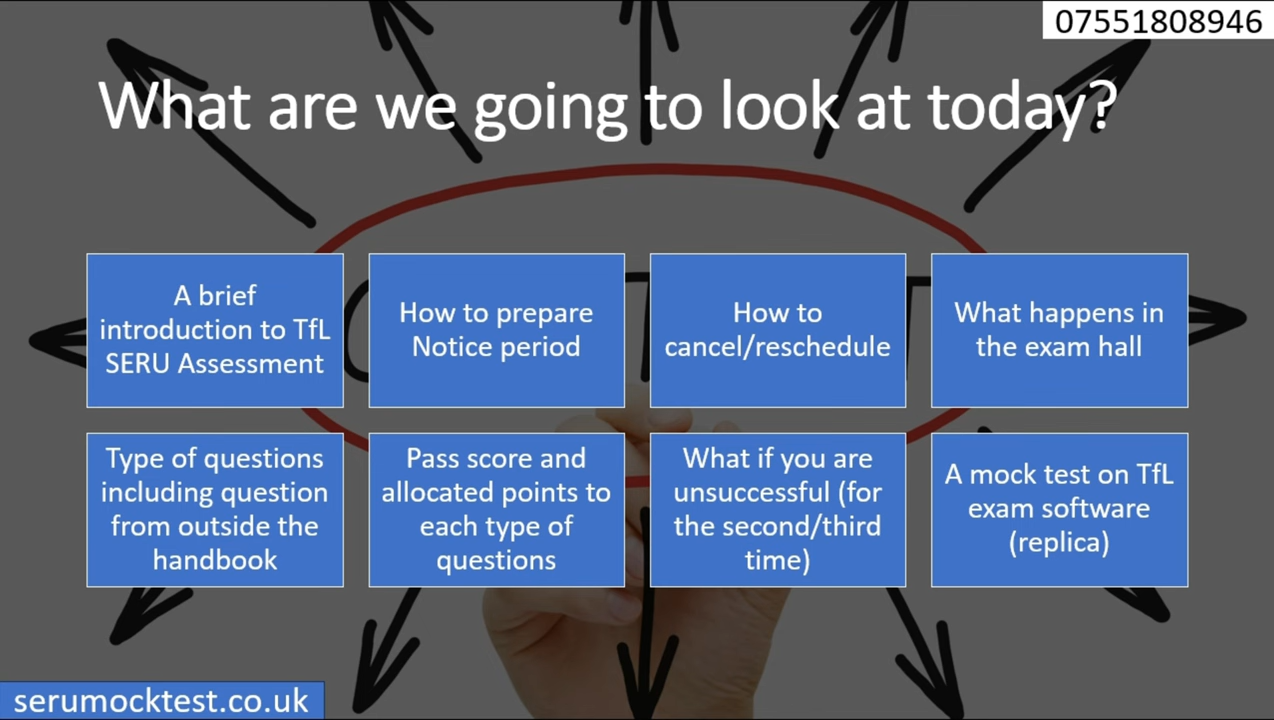 07551808946
What are we going to look at today?
A brief
introduction to TfL
SERU Assessment
How to prepare
Notice period
How to
cancel/reschedule
What happens in
the exam hall
Type of questions
including question
from outside the
handbook
Pass score and
allocated points to
each type of
questions
What if you are
unsuccessful (for
the second/third
time)
A mock test on TfL
exam software
(replica)
serumocktest.co.uk